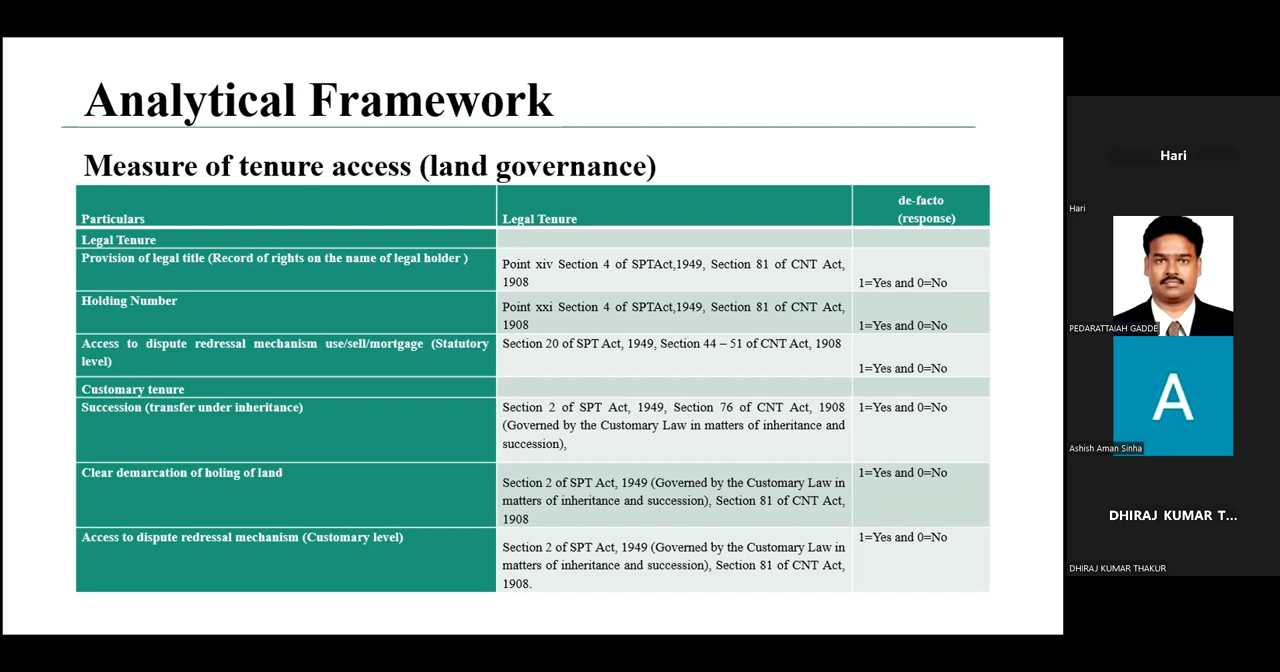 Analytical Framework
Measure of tenure access (land governance)
Particulars
Legal Tenure
de-facto
(response)
Legal Tenure
Provision of legal title (Record of rights on the name of legal holder )
Point xiv Section 4 of SPTAct,1949, Section 81 of CNT Act,
1908
1=Yes and 0=No
Holding Number
Point xxi Section 4 of SPTAct,1949, Section 81 of CNT Act,
1908
1=Yes and 0=No
Access to dispute redressal mechanism use/sell/mortgage (Statutory
level)
Section 20 of SPT Act, 1949, Section 44 – 51 of CNT Act, 1908
1=Yes and 0=No
Customary tenure
Succession (transfer under inheritance)
Section 2 of SPT Act, 1949, Section 76 of CNT Act, 1908
(Governed by the Customary Law in matters of inheritance and
succession),
1=Yes and 0=No
Clear demarcation of holing of land
Section 2 of SPT Act, 1949 (Governed by the Customary Law in
matters of inheritance and succession), Section 81 of CNT Act,
1908
1=Yes and 0=No
Access to dispute redressal mechanism (Customary level)
Section 2 of SPT Act, 1949 (Governed by the Customary Law in
matters of inheritance and succession), Section 81 of CNT Act,
1908.
1=Yes and 0=No
Hari
Hari
PEDARATTAIAH GADDE
A
Ashish Aman Sinha
DHIRAJ KUMAR T...
DHIRAJ KUMAR THAKUR